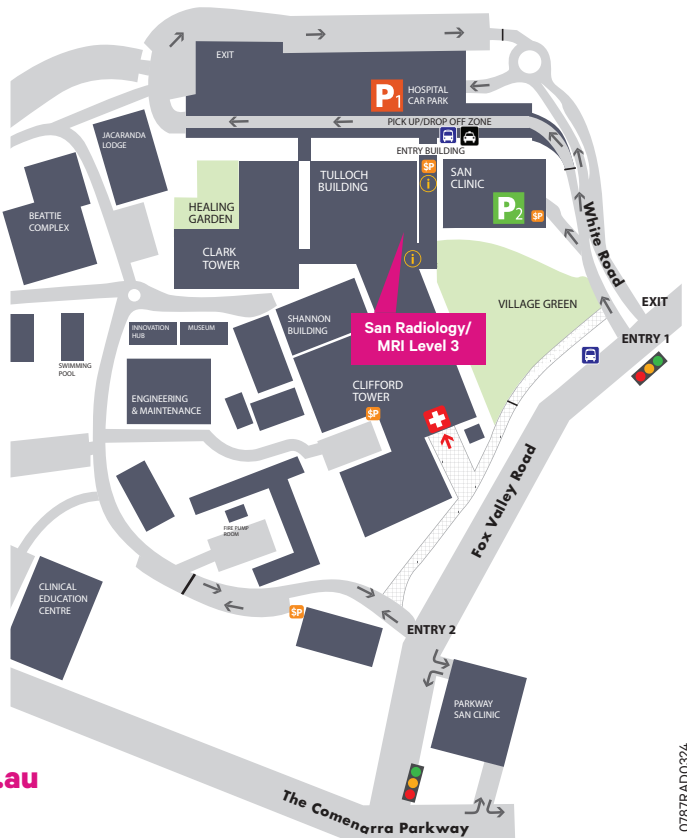 EXIT
P1
HOSPITAL
CAR PARK
PICK UP/DROP OFF ZONE
ENTRY BUILDING
JACARANDA
LODGE
TULLOCH
BUILDING
$P
i
SAN
CLINIC
P2
$P
HEALING
GARDEN
BEATTIE
COMPLEX
CLARK
TOWER
i
White Road
VILLAGE GREEN
EXIT
ENTRY 1
SHANNON
BUILDING
San Radiology/
MRI Level 3
INNOVATION
HUB
MUSEUM
SWIMMING
POOL
ENGINEERING
& MAINTENANCE
CLIFFORD
TOWER
$P
Fox Valley Road
FIRE PUMP
ROOM
CLINICAL
EDUCATION
CENTRE
$P
ENTRY 2
PARKWAY
SAN CLINIC
.au
The Comenarra Parkway
0787RAD0324